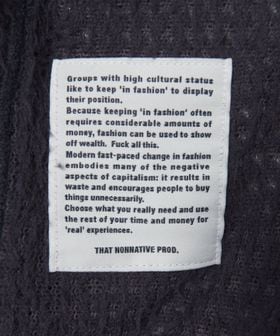 Groups with high cultural status
like to keep 'in fashion' to display
their position.
Because keeping 'in fashion' often
requires considerable amounts of
money, fashion can be used to show
off wealth. Fuck all this.
Modern fast-paced change in fashion
embodies many of the negative
aspects of capitalism: it results in
waste and encourages people to buy
things unnecessarily.
Choose what you really need and use
the rest of your time and money for
'real' experiences.
THAT NONNATIVE PROD.